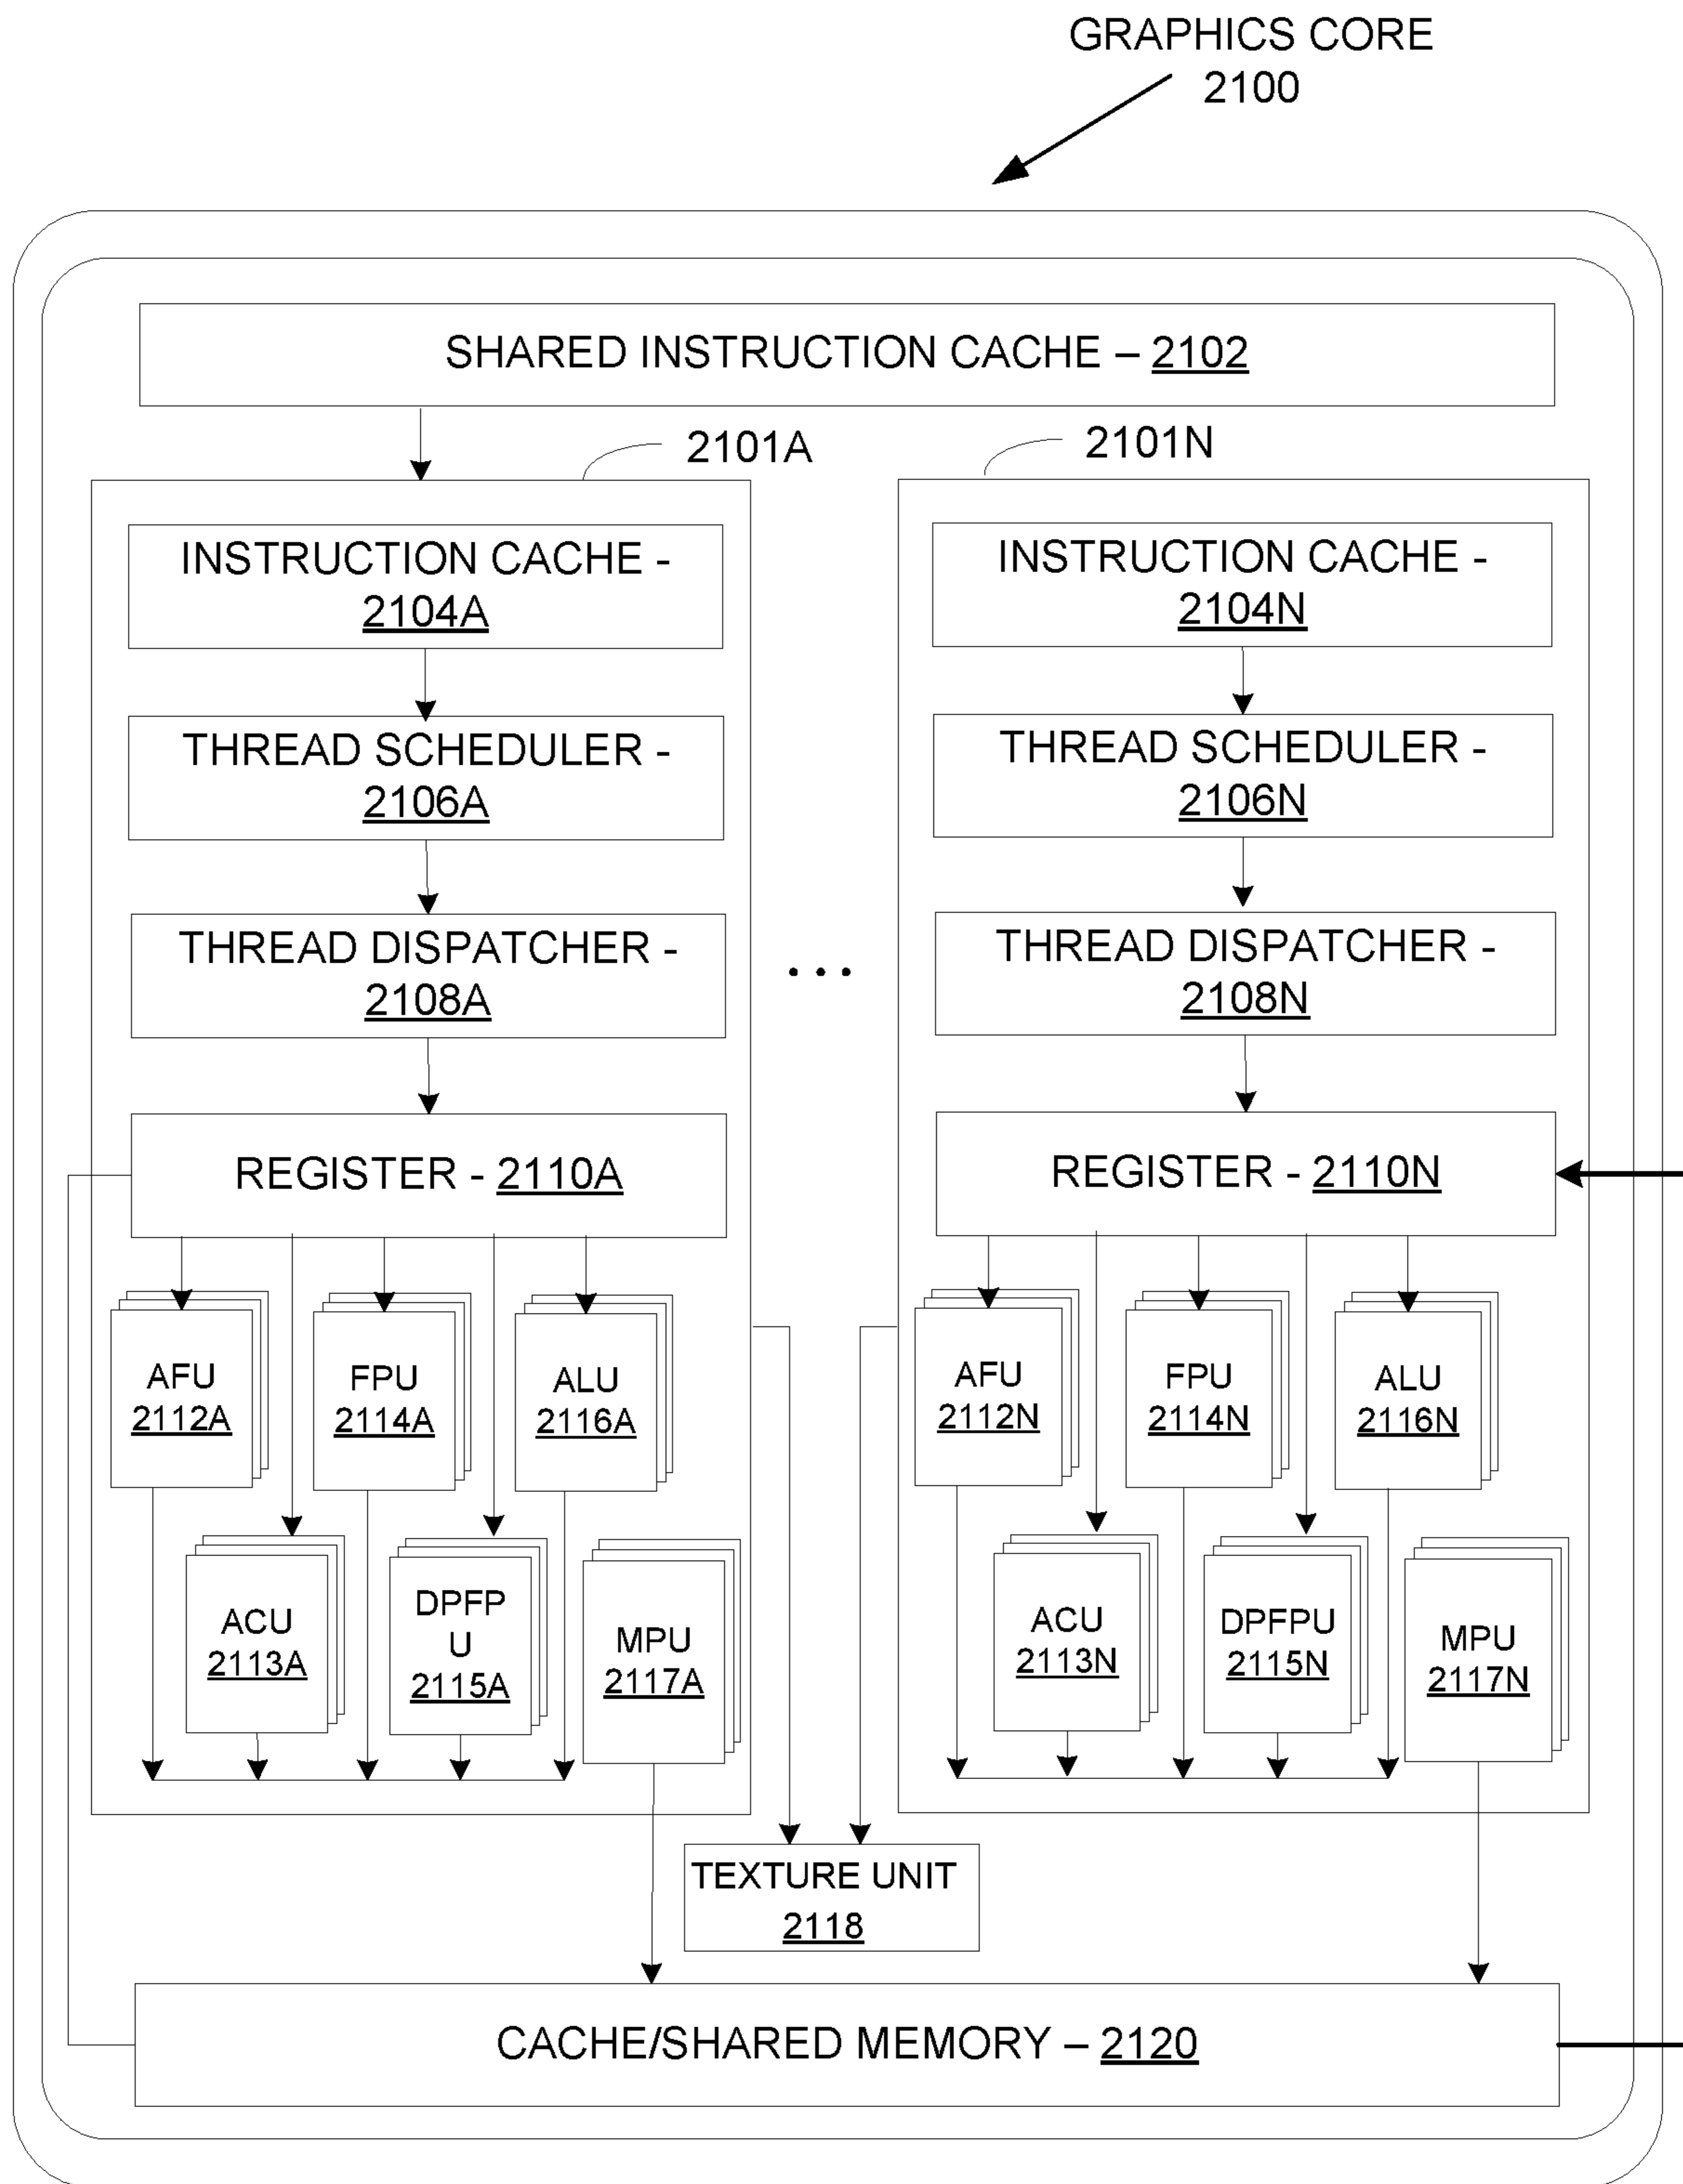 GRAPHICS CORE
2100
SHARED INSTRUCTION CACHE – 2102
2101A
2101N
INSTRUCTION CACHE -
2104A
THREAD SCHEDULER -
2106A
THREAD DISPATCHER -
2108A
REGISTER - 2110A
AFU
2112A
FPU
2114A
ALU
2116A
ACU
2113A
DPFP
U
2115A
MPU
2117A
...
INSTRUCTION CACHE -
2104N
THREAD SCHEDULER -
2106N
THREAD DISPATCHER -
2108N
REGISTER - 2110N
AFU
2112N
FPU
2114N
ALU
2116N
ACU
2113N
DPFPU
2115N
MPU
2117N
TEXTURE UNIT
2118
CACHE/SHARED MEMORY – 2120